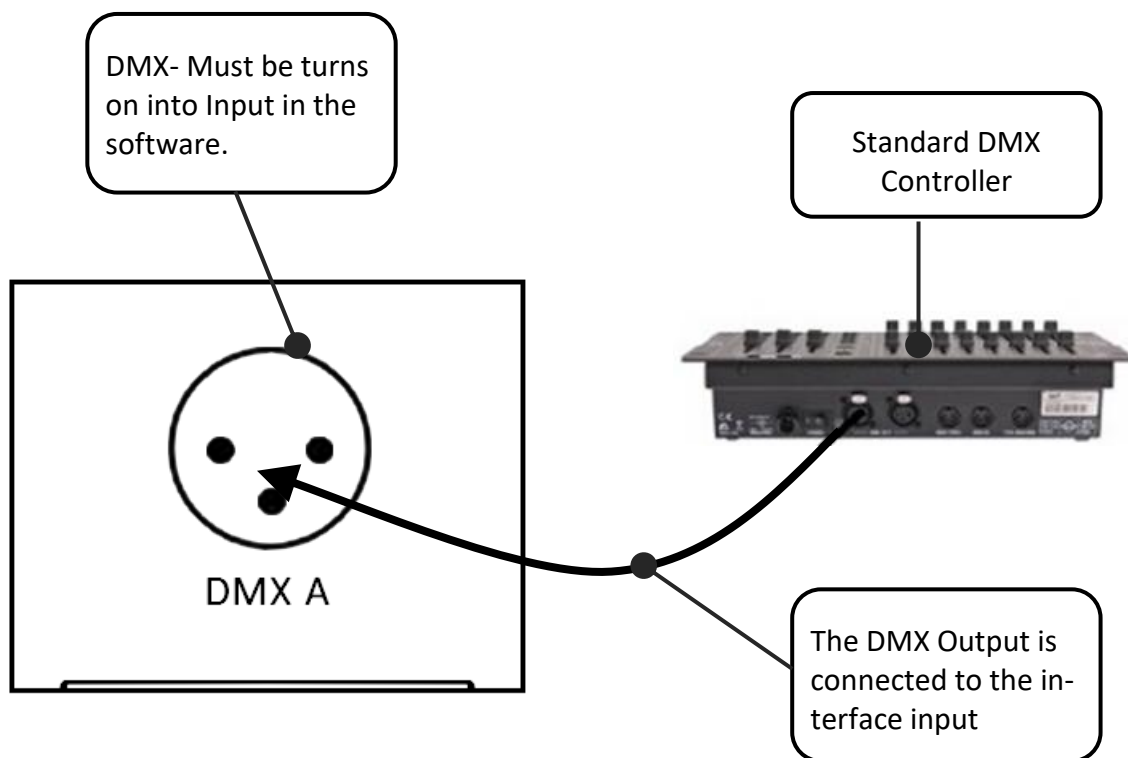 DMX- Must be turns
on into Input in the
software.
Standard DMX
Controller
DMX A
The DMX Output is
connected to the in-
terface input